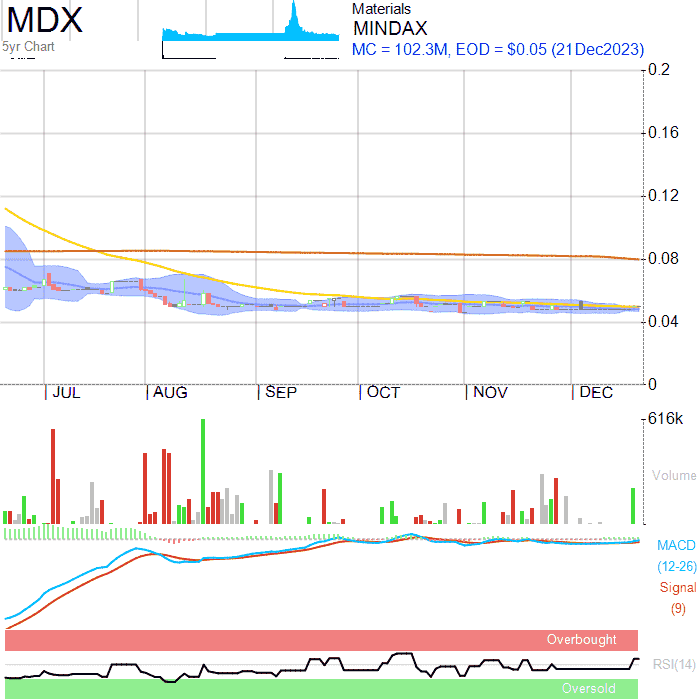 MDX
5yr Chart
Materials
MINDAX
MC = 102.3M, EOD = $0.05 (21Dec2023)
0.2
0.16
0.12
0.08
0.04
0
JUL AUG SEP OCT NOV DEC
616k
Volume
MACD
(12-26)
Signal
(9)
Overbought
RSI(14)
Oversold